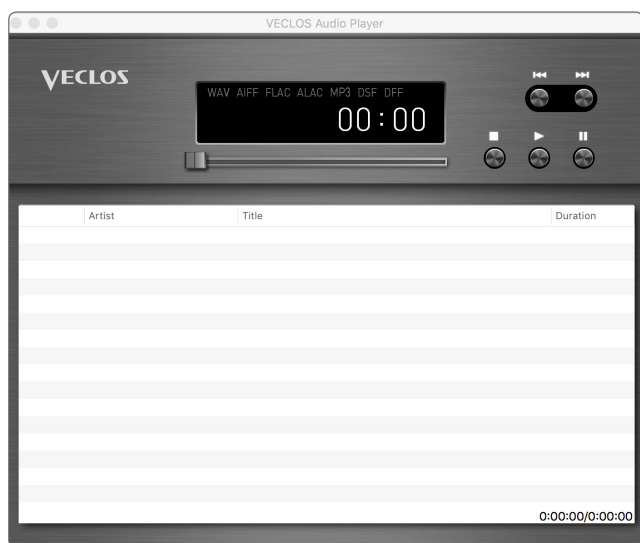 VECLOS Audio Player
VECLOS
WAV AIFF FLAC ALAC MP3 DSF DFF
00:00
Artist Title Duration
0:00:00/0:00:00